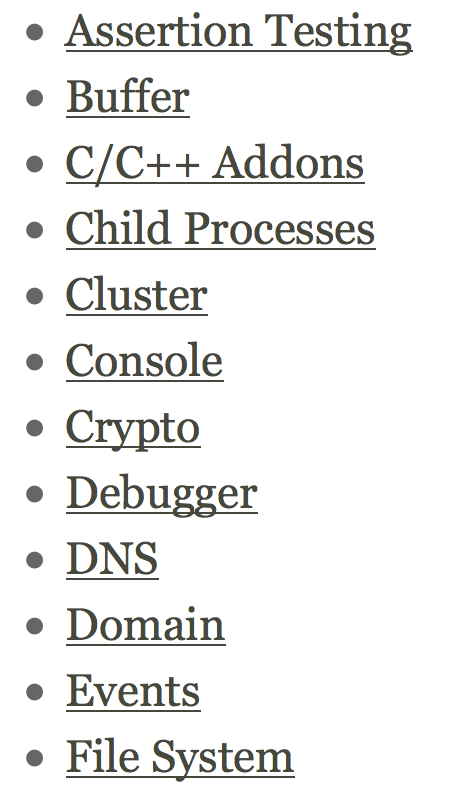 Assertion Testing
Buffer
C/C++ Addons
Child Processes
Cluster
Console
Crypto
Debugger
DNS
Domain
Events
File System